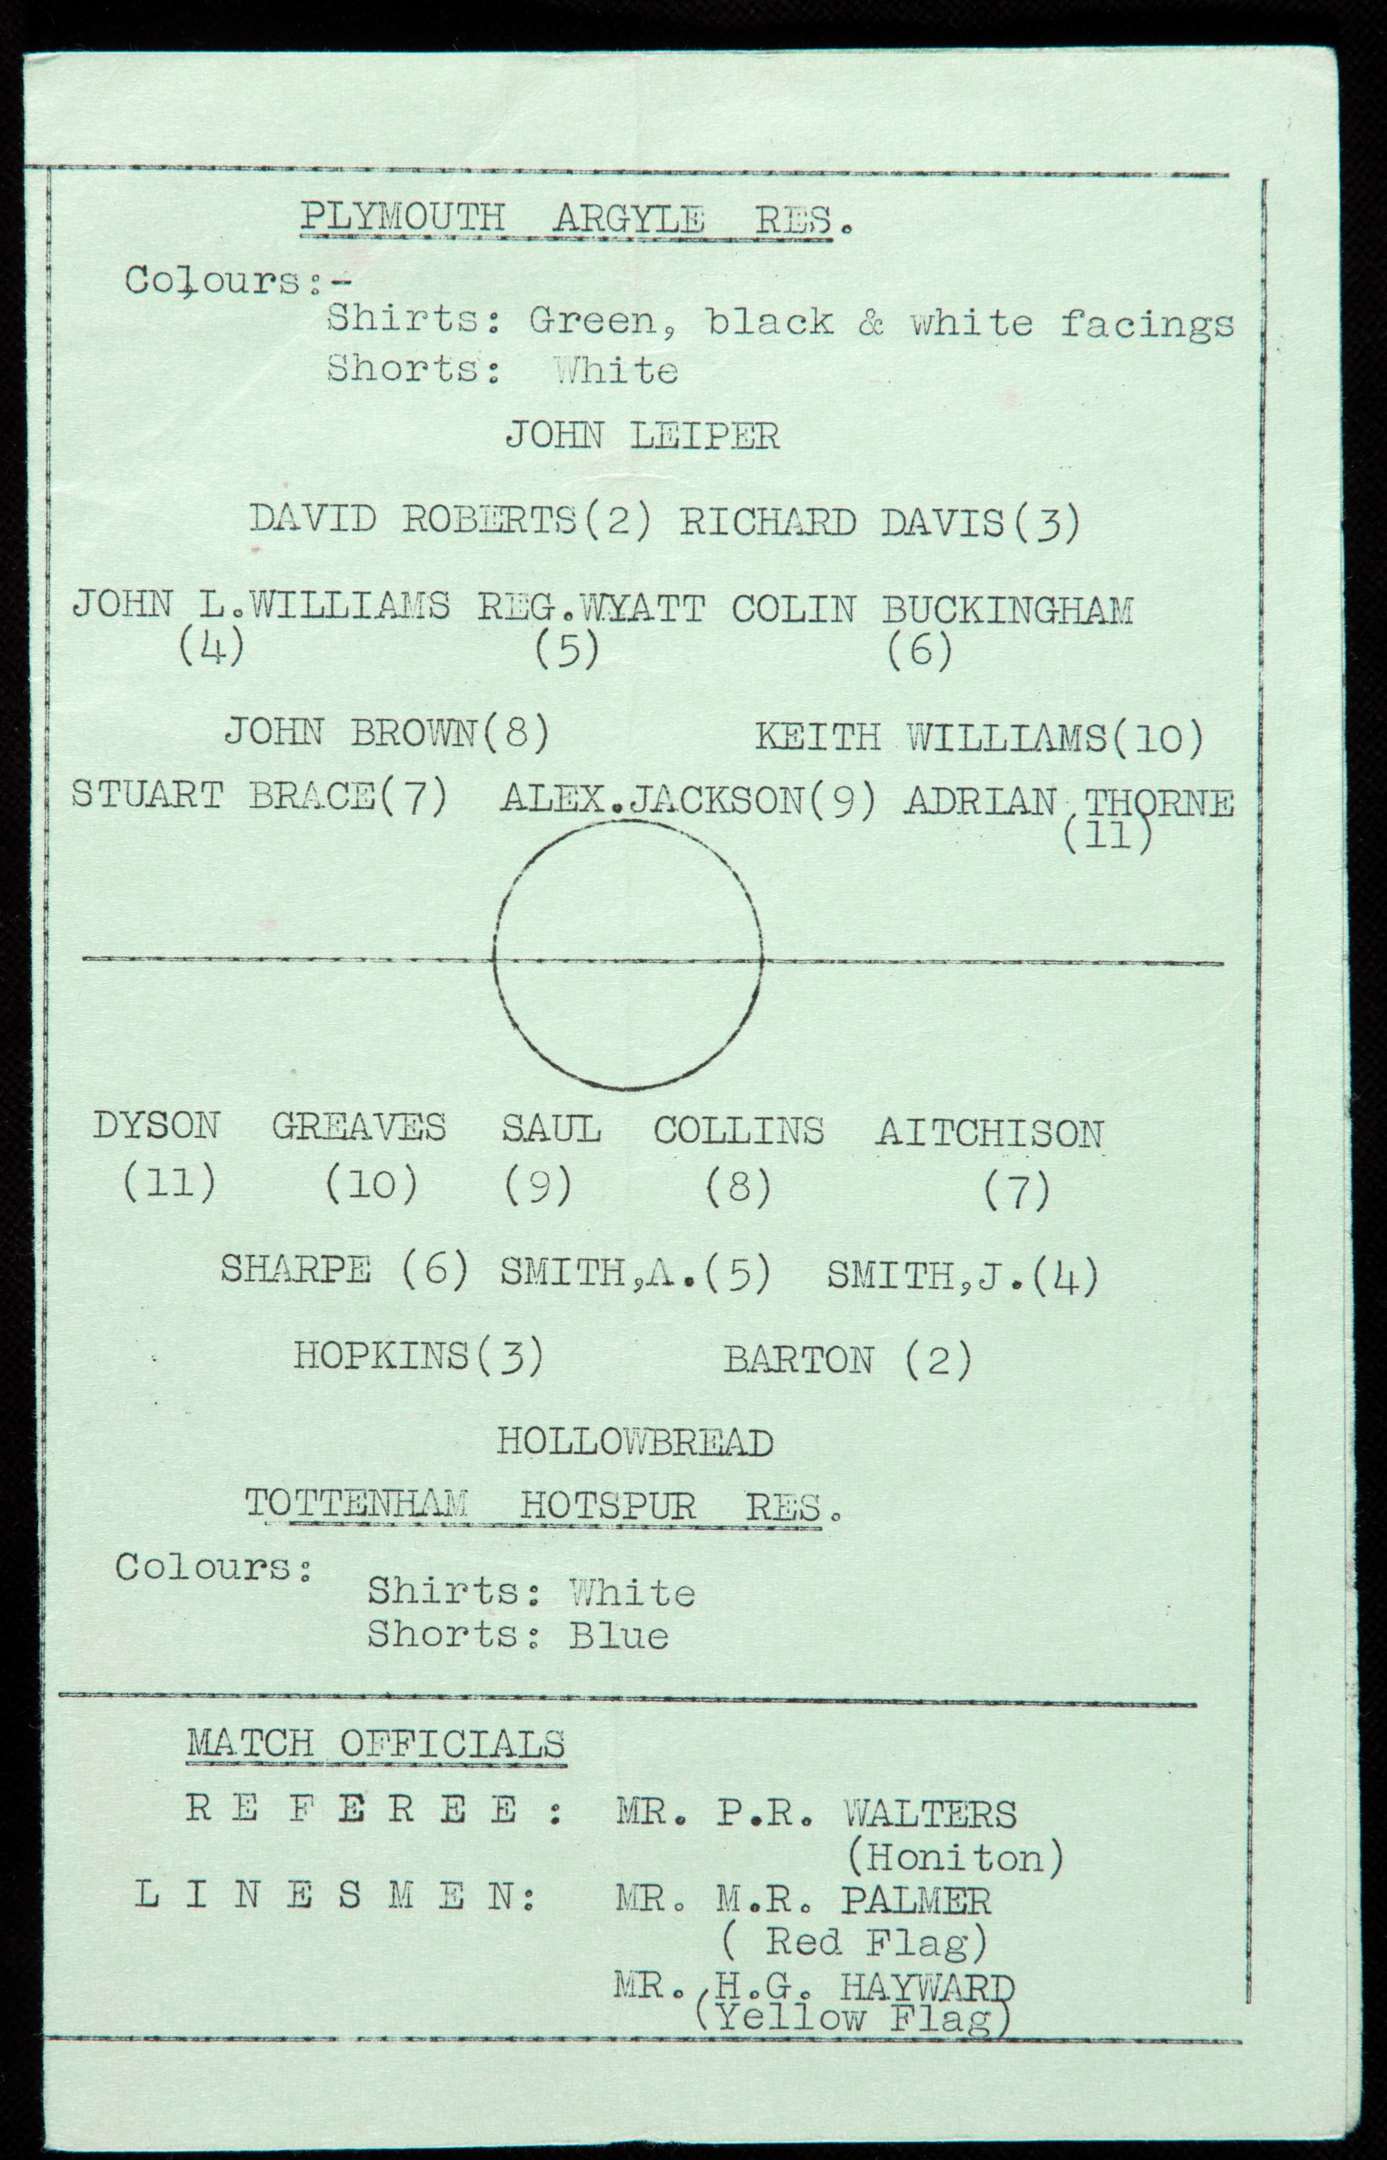 PLYMOUTH ARGYLE RES.
Colours:-
Shirts: Green, black & white facings
Shorts: White
JOHN LEIPER
DAVID ROBERTS(2) RICHARD DAVIS(3)
JOHN L.WILLIAMS REG.WYATT COLIN BUCKINGHAM
(4) (5) (6)
JOHN BROWN(8) KEITH WILLIAMS(10)
STUART BRACE(7) ALEX.JACKSON(9) ADRIAN THORNE
(11)
DYSON GREAVES SAUL COLLINS AITCHISON
(11) (10) (9) (8) (7)
SHARPE (6) SMITH,A.(5) SMITH,J.(4)
HOPKINS(3) BARTON (2)
HOLLOWBREAD
TOTTENHAM HOTSPUR RES.
Colours:
Shirts: White
Shorts: Blue
MATCH OFFICIALS
R E F E R E E : MR. P.R. WALTERS
(Honiton)
L I N E S M E N: MR. M.R. PALMER
( Red Flag)
MR. H.G. HAYWARD
(Yellow Flag)